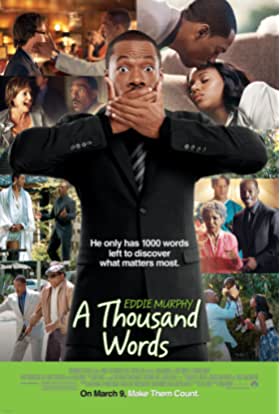 He only has 1000 words
left to discover
what matters most.
EDDIE MURPHY
A Thousand
Words
On March 9, Make Them Count.